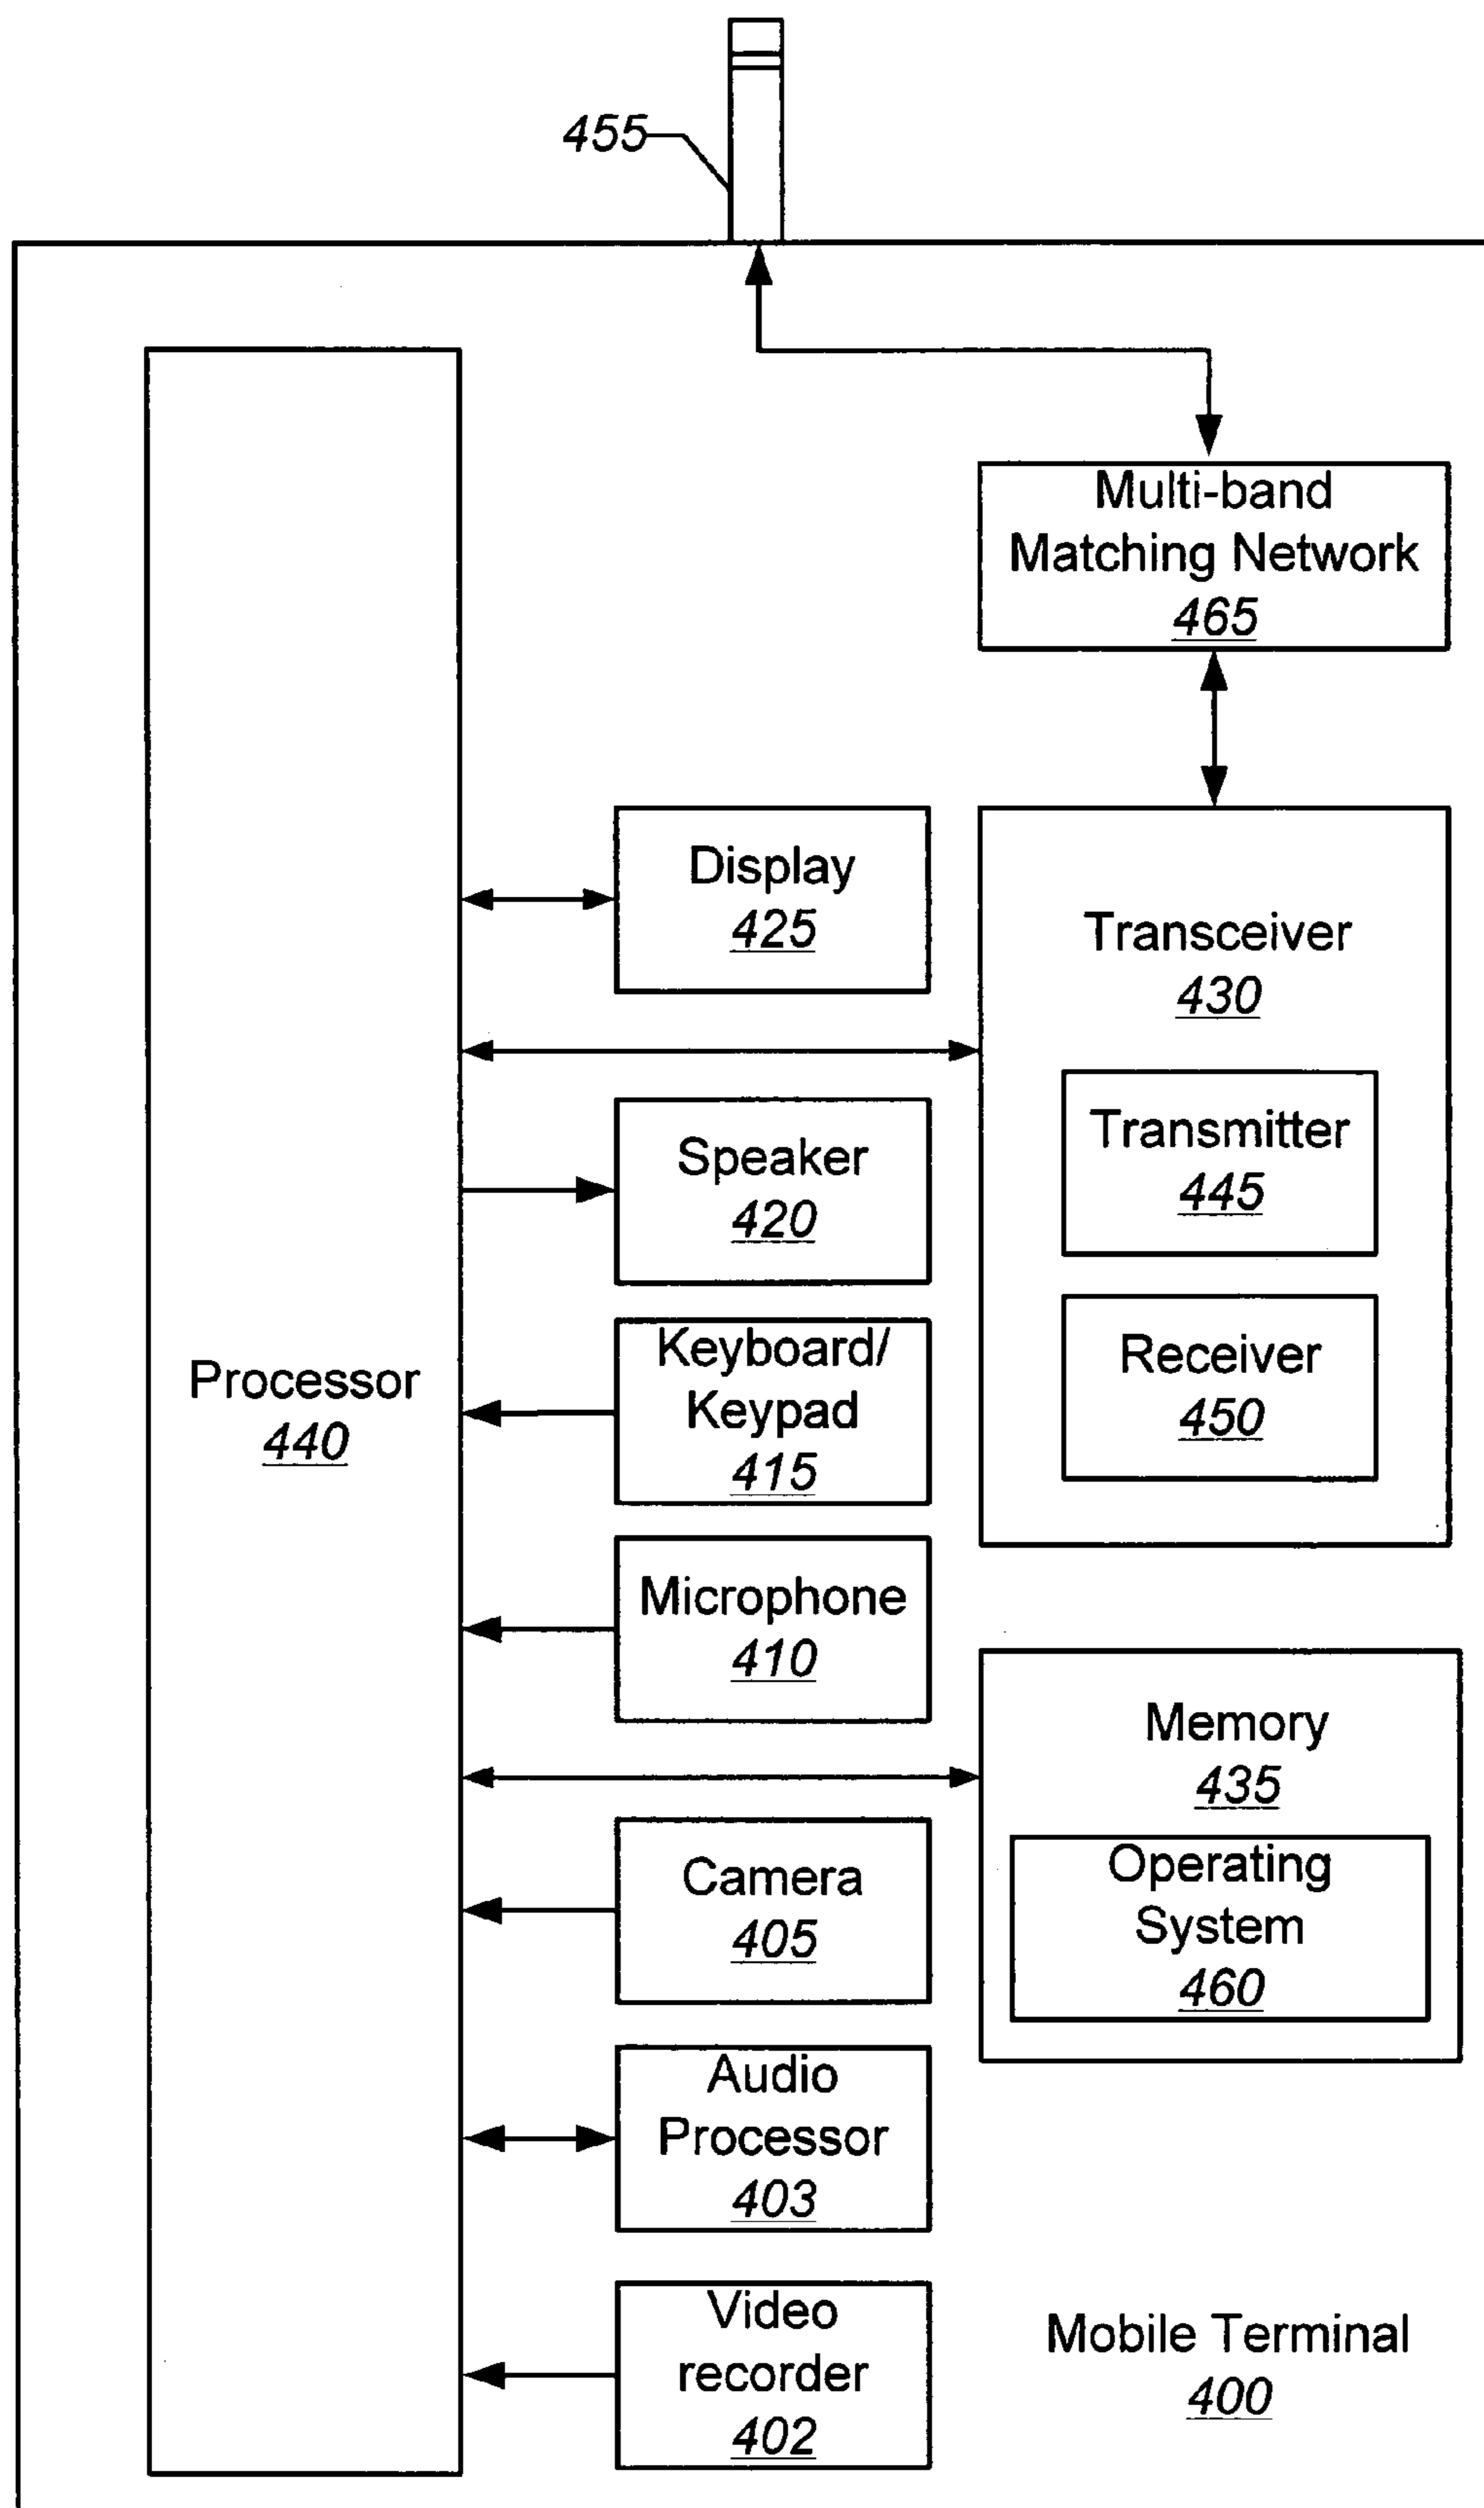 455
Multi-band
Matching Network
465
Display
425
Transceiver
430
Transmitter
445
Speaker
420
Receiver
450
Keyboard/
Keypad
415
Processor
440
Microphone
410
Memory
435
Operating
System
460
Camera
405
Audio
Processor
403
Video
recorder
402
Mobile Terminal
400